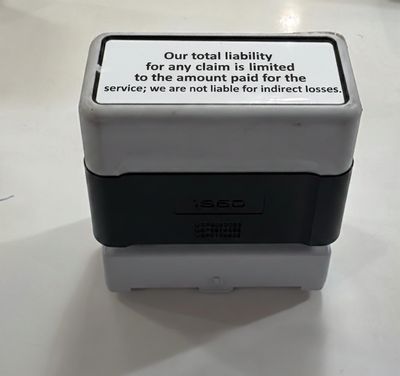 Our total liability
for any claim is limited
to the amount paid for the
service; we are not liable for indirect losses.